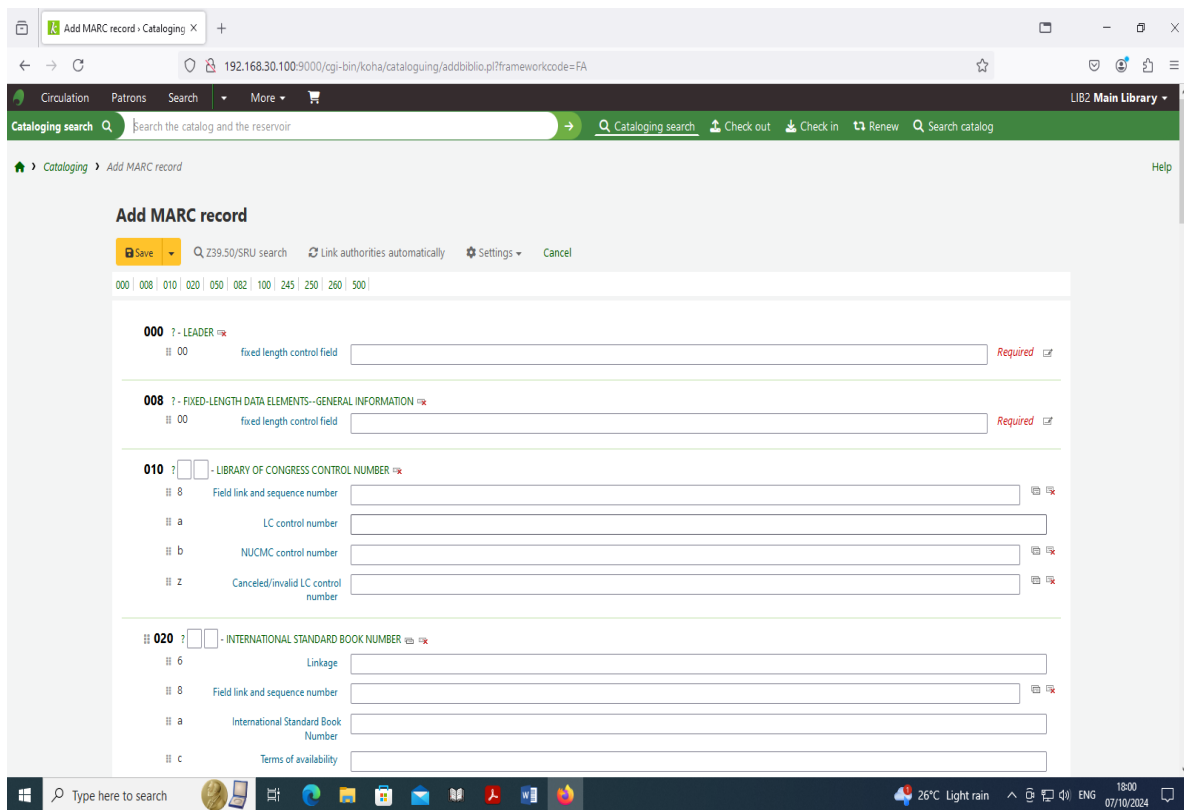 Add MARC record › Cataloging
192.168.30.100:9000/cgi-bin/koha/cataloguing/addbiblio.pl?frameworkcode=FA
Circulation Patrons Search More LIB2 Main Library
Cataloging search Search the catalog and the reservoir Cataloging search Check out Check in Renew Search catalog
Cataloging Add MARC record Help
Add MARC record
Save Z39.50/SRU search Link authorities automatically Settings Cancel
000 008 010 020 050 082 100 245 250 260 500
000 ? - LEADER
00 fixed length control field Required
008 ? - FIXED-LENGTH DATA ELEMENTS--GENERAL INFORMATION
00 fixed length control field Required
010 ? - LIBRARY OF CONGRESS CONTROL NUMBER
8 Field link and sequence number
a LC control number
b NUCMC control number
z Canceled/invalid LC control
number
020 ? - INTERNATIONAL STANDARD BOOK NUMBER
6 Linkage
8 Field link and sequence number
a International Standard Book
Number
c Terms of availability
Type here to search 26°C Light rain ENG 18:00
07/10/2024